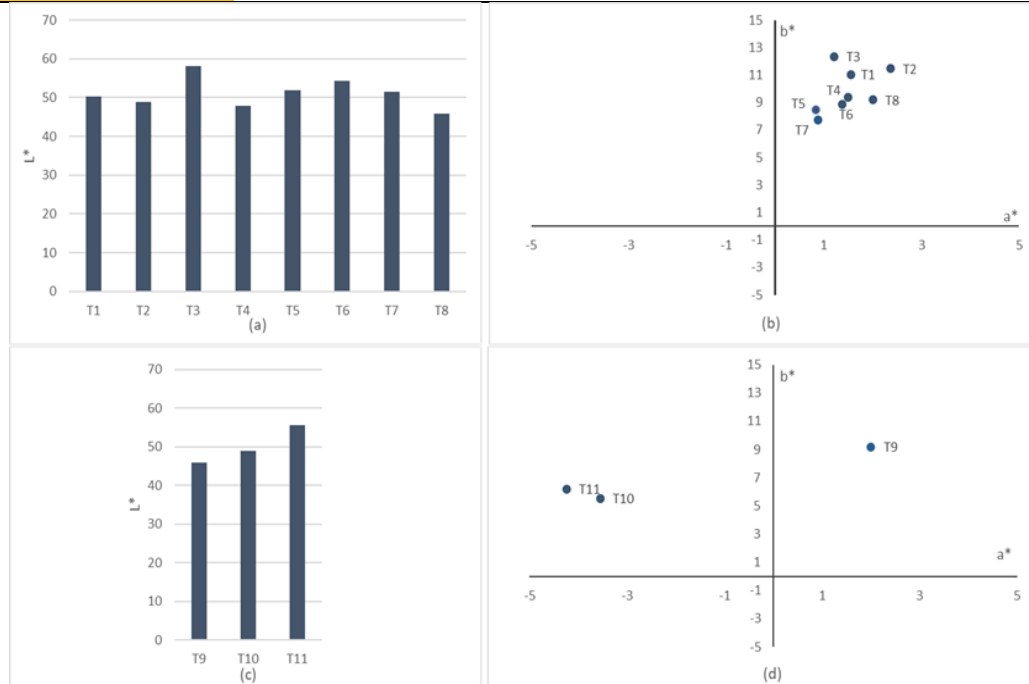 70
60
50
40
30
20
10
0
L*
T1 T2 T3 T4 T5 T6 T7 T8
(a)
15
b*
13
11
9
7
5
3
1
-1
-3
-5
-5 -3 1 3 5
a*
T3
T1
T2
T4
T8
T5
T6
T7
(b)
70
60
50
40
30
20
10
0
L*
T9 T10 T11
(c)
15
b*
13
11
9
7
5
3
1
-1
-3
-5
-5 -3 -1 1 3 5
a*
T9
T11
T10
(d)